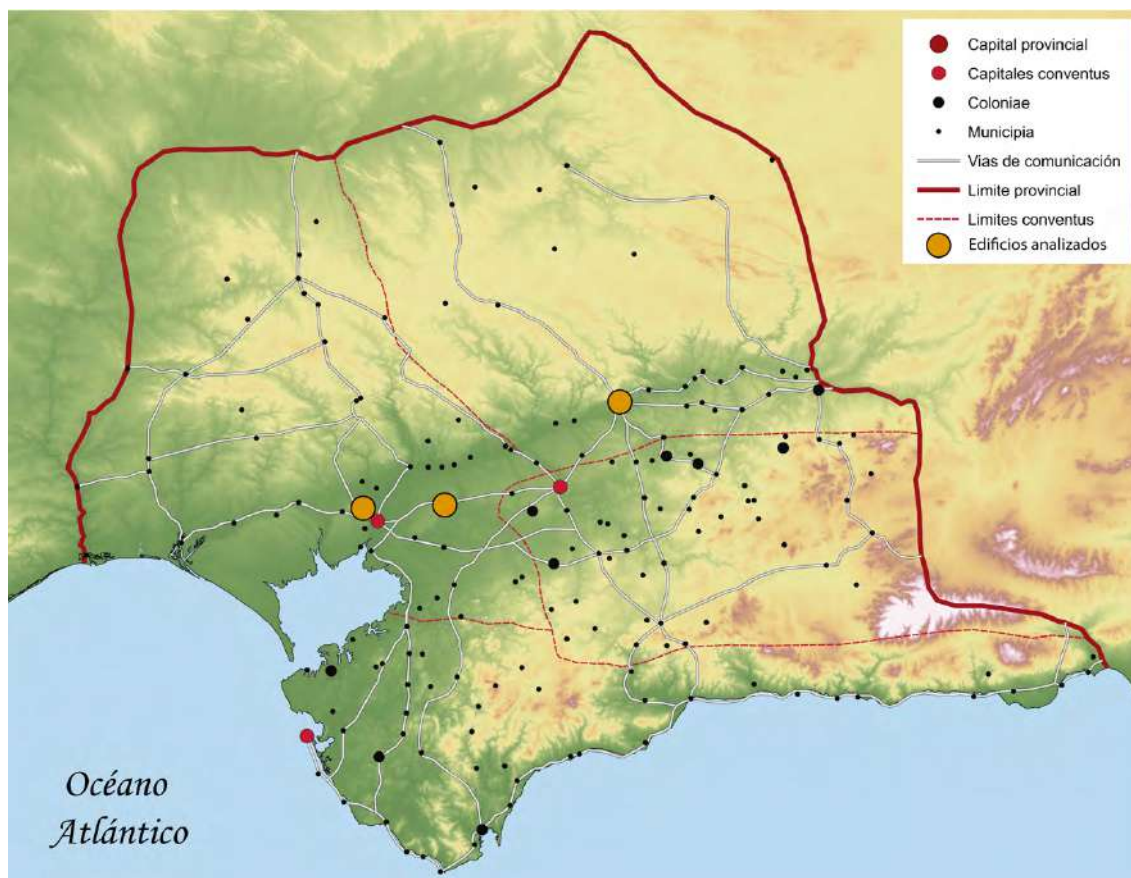 Capital provincial
Capitales conventus
Coloniae
Municipia
Vias de comunicación
Limite provincial
Limites conventus
Edificios analizados
Océano
Atlántico